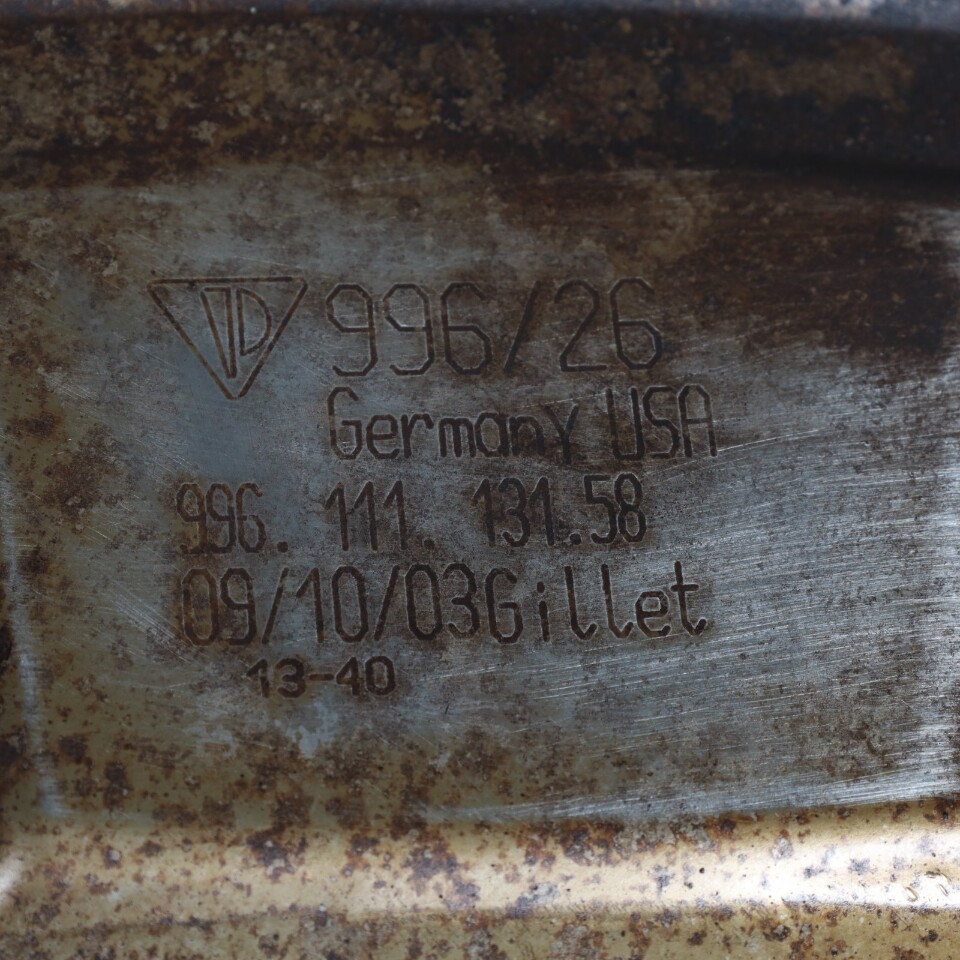 996/26
Germany USA
996. 111. 131.58
09/10/03Gillet
13-40